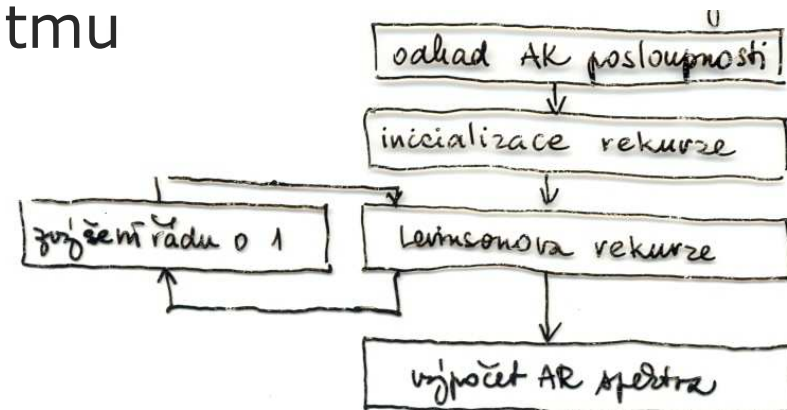 tmu
odhad AK posloupnosti
inicializace rekurze
zvýšení řádu o 1
Levinsonova rekurze
výpočet AR spektra